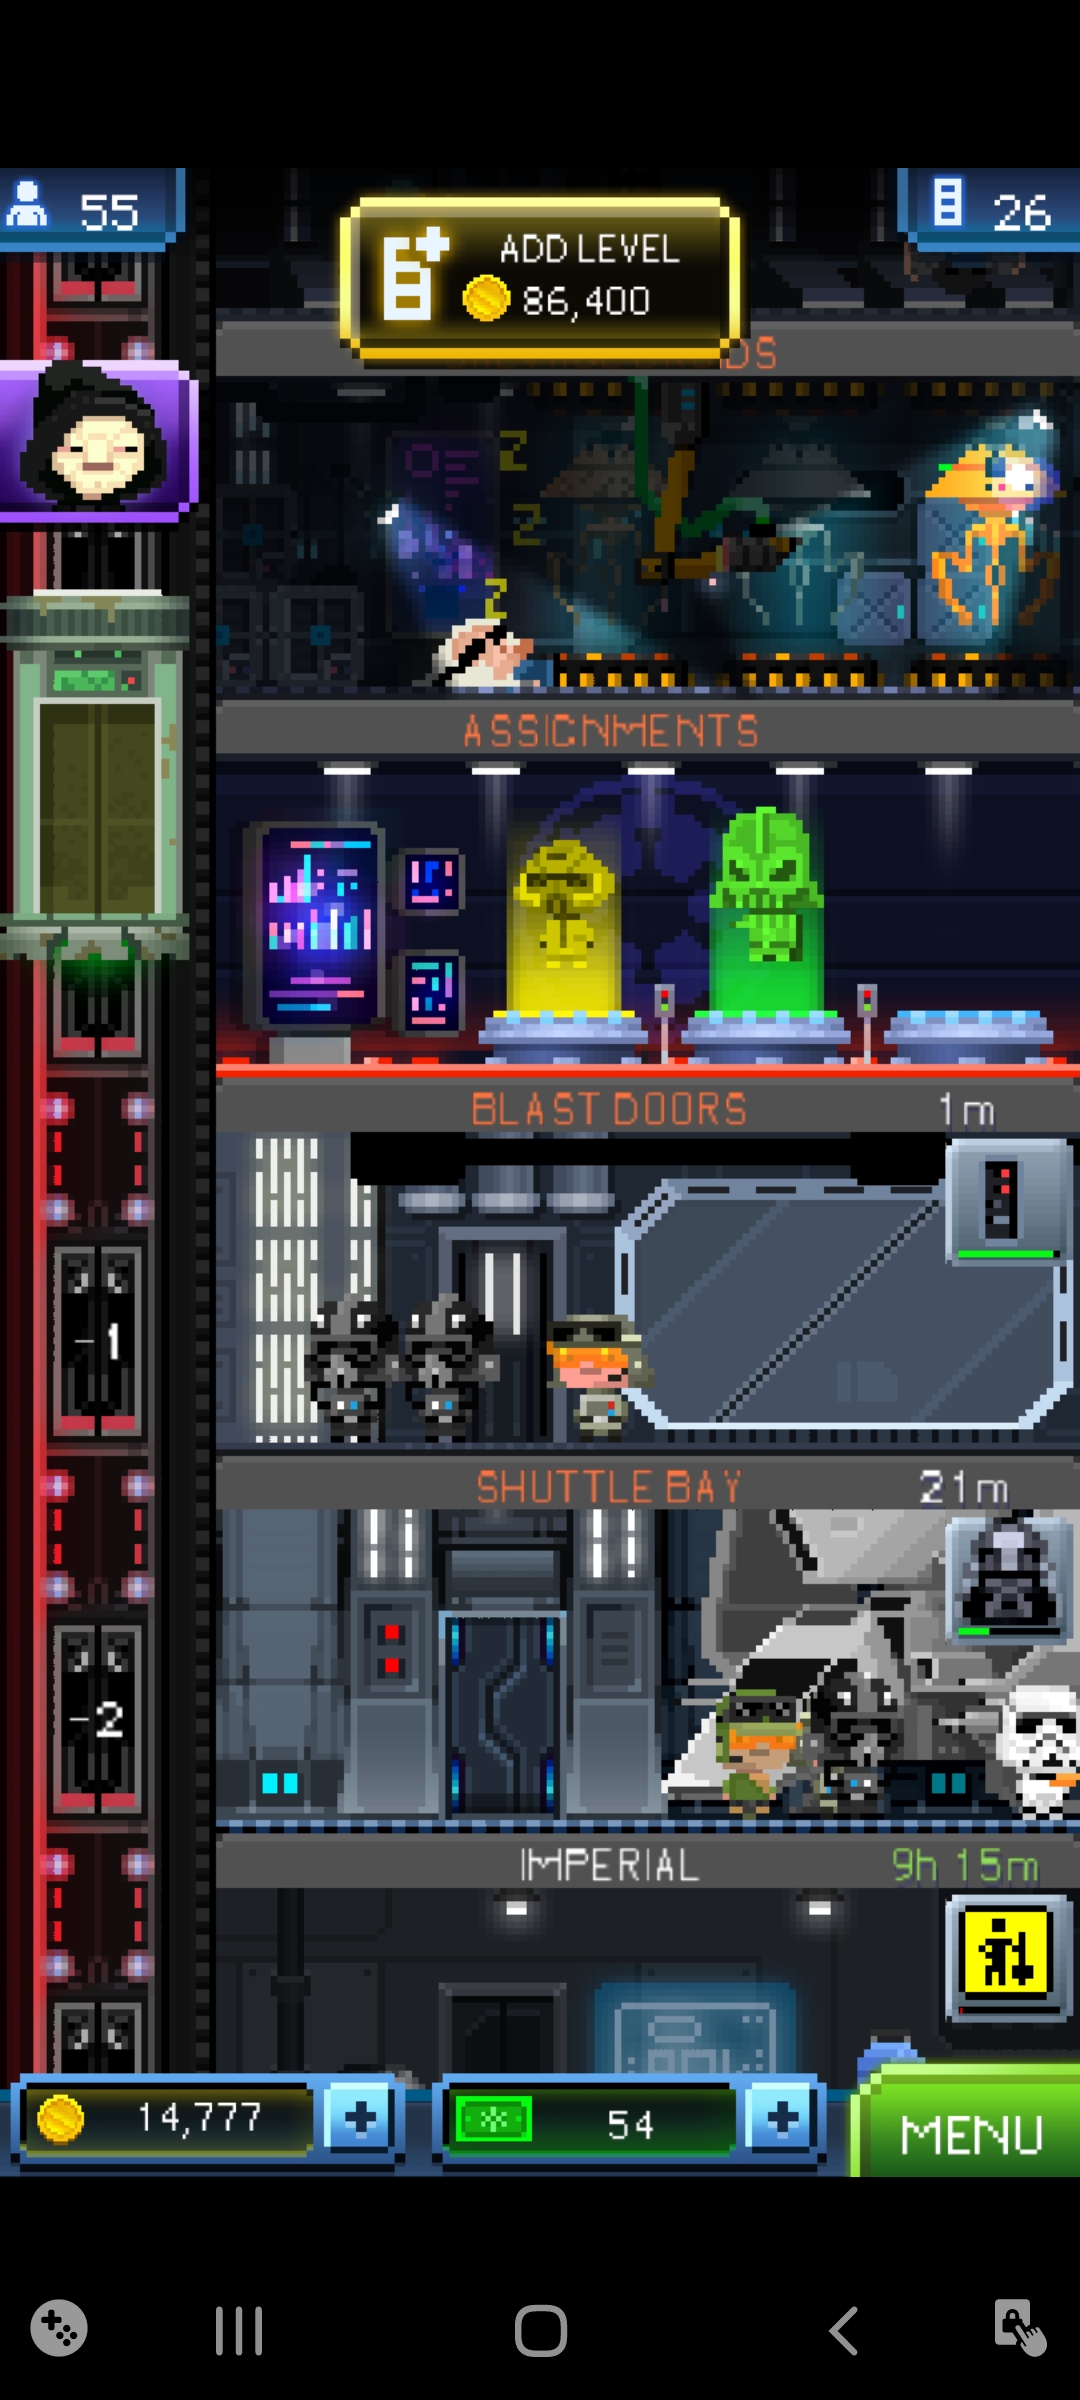 55
ADD LEVEL
86,400
26
DS
Z
Z
Z
ASSIGNMENTS
BLAST DOORS 1m
-1
SHUTTLE BAY 21m
-2
IMPERIAL 9h 15m
14,777
54
MENU